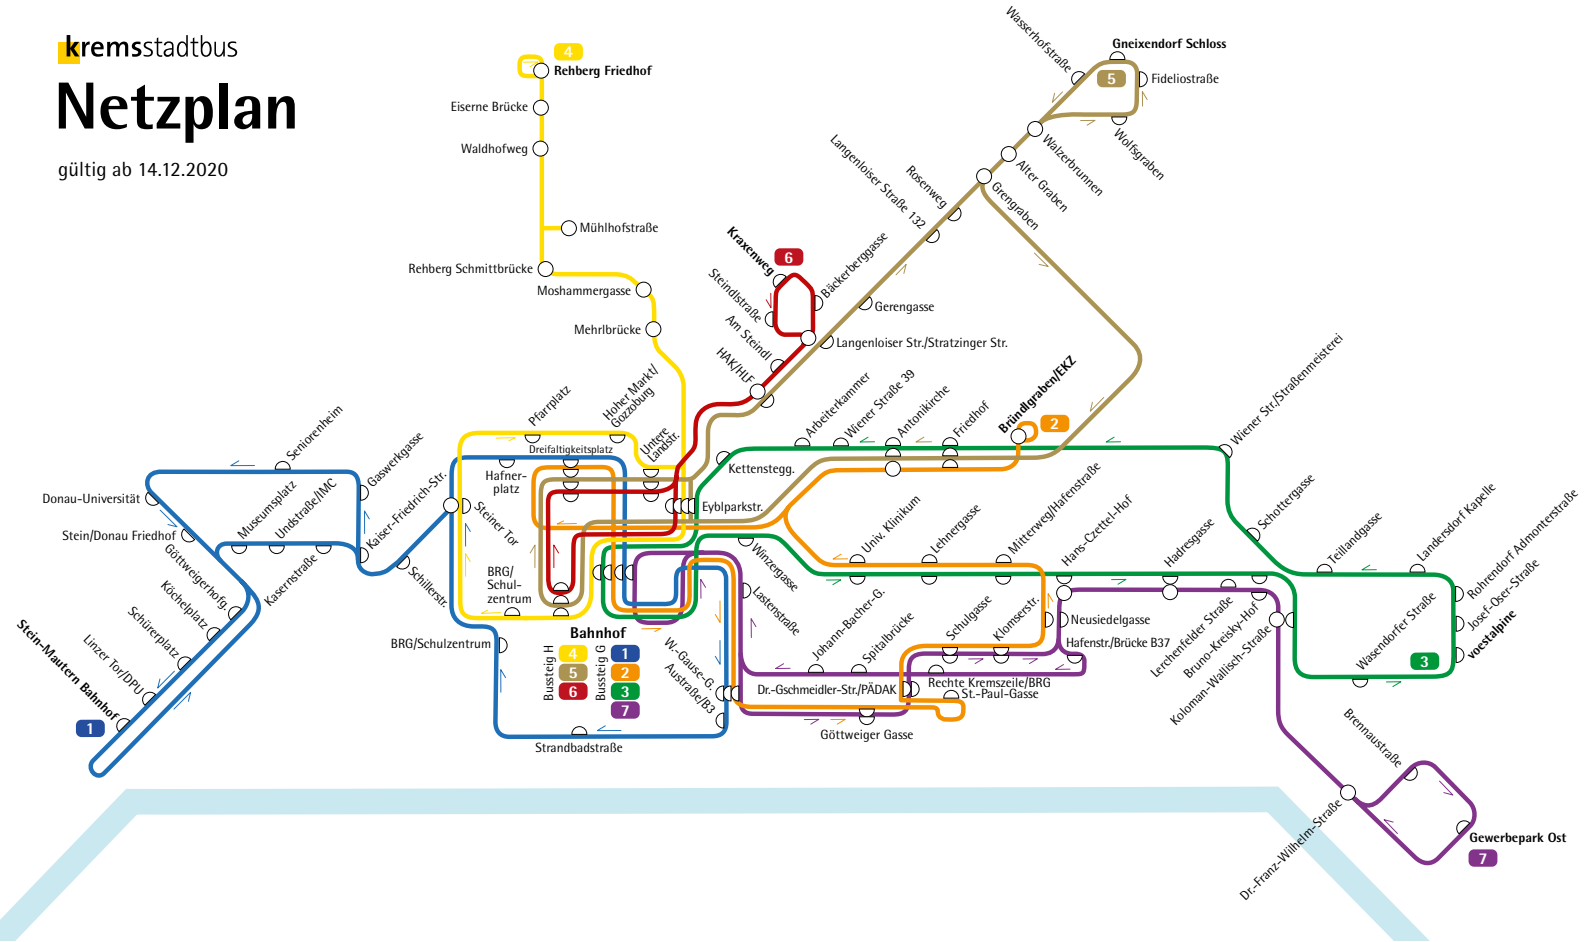 kremsstadtbus
Netzplan
gültig ab 14.12.2020
4
Rehberg Friedhof
Eiserne Brücke
Waldhofweg
Mühlhofstraße
Rehberg Schmittbrücke
Moshammergasse
Mehrlbrücke
Wasserhofstraße
Gneixendorf Schloss
5
Fideliostraße
Wolfsgraben
Walzerbrunnen
Alter Graben
Grengraben
Rosenweg
Langenloiser Straße 132
Bäckerberggasse
Gerengasse
Langenloiser Str./Stratzinger Str.
Kraxenweg
6
Steindlstraße
Am Steindl
HAK/HLF
Pfarrplatz
Hoher Markt/
Gozzoburg
Untere
Landstr.
Dreifaltigkeitsplatz
Hafner-
platz
Steiner Tor
BRG/
Schul-
zentrum
Kettenstegg.
Eyblparkstr.
Arbeiterkammer
Wiener Straße 39
Antonikirche
Friedhof
Bründlgraben/EKZ
2
Wiener Str./Straßenmeisterei
Schottergasse
Teillandgasse
Landersdorf Kapelle
Rohrendorf Admonterstraße
Josef-Oser-Straße
voestalpine
3
Wasendorfer Straße
Seniorenheim
Gaswerkgasse
Kaiser-Friedrich-Str.
Donau-Universität
Stein/Donau Friedhof
Museumsplatz
Undstraße/IMC
Kasernstraße
Schillerstr.
Göttweigerhofg.
Köchelplatz
Schürerplatz
Linzer Tor/DPU
Stein-Mautern Bahnhof
1
BRG/Schulzentrum
Strandbadstraße
Bahnhof
Bussteig H
4
5
6
Bussteig G
1
2
3
7
W.-Gause-G.
Austraße/B3
Winzergasse
Lastenstraße
Univ. Klinikum
Lehnergasse
Mitterweg/Hafenstraße
Hans-Czettel-Hof
Hadresgasse
Johann-Bacher-G.
Spitalbrücke
Schulgasse
Klomserstr.
Neusiedelgasse
Hafenstr./Brücke B37
Rechte Kremszeile/BRG
St.-Paul-Gasse
Dr.-Gschmeidler-Str./PÄDAK
Göttweiger Gasse
Lerchenfelder Straße
Bruno-Kreisky-Hof
Koloman-Wallisch-Straße
Brennaustraße
Dr.-Franz-Wilhelm-Straße
Gewerbepark Ost
7